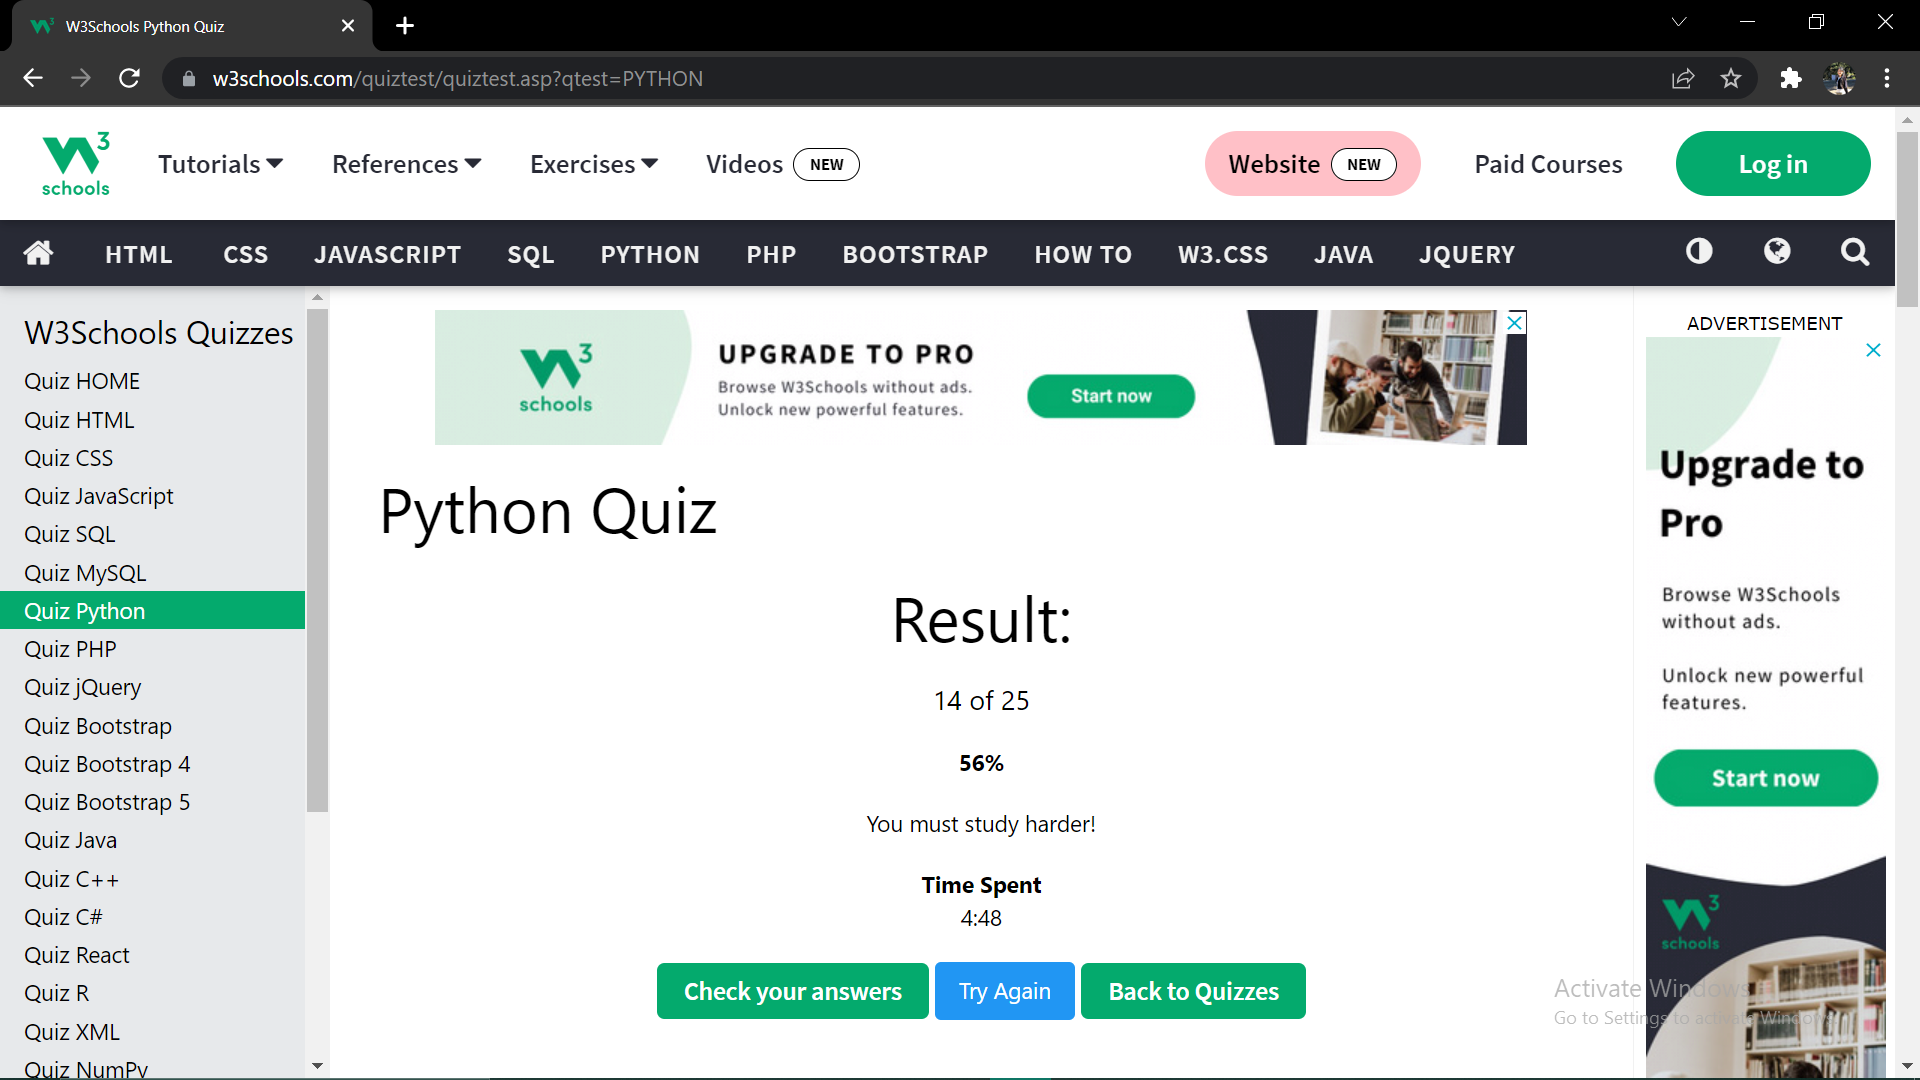 W3Schools Python Quiz
w3schools.com/quiztest/quiztest.asp?qtest=PYTHON
W3 schools
Tutorials
References
Exercises
Videos NEW
Website NEW
Paid Courses
Log in
HTML CSS JAVASCRIPT SQL PYTHON PHP BOOTSTRAP HOW TO W3.CSS JAVA JQUERY
W3Schools Quizzes
Quiz HOME
Quiz HTML
Quiz CSS
Quiz JavaScript
Quiz SQL
Quiz MySQL
Quiz Python
Quiz PHP
Quiz jQuery
Quiz Bootstrap
Quiz Bootstrap 4
Quiz Bootstrap 5
Quiz Java
Quiz C++
Quiz C#
Quiz React
Quiz R
Quiz XML
Quiz NumPy
W3 schools
UPGRADE TO PRO
Browse W3Schools without ads.
Unlock new powerful features.
Start now
Python Quiz
Result:
14 of 25
56%
You must study harder!
Time Spent
4:48
Check your answers
Try Again
Back to Quizzes
ADVERTISEMENT
Upgrade to
Pro
Browse W3Schools
without ads.
Unlock new powerful
features.
Start now
W3 schools
Activate Windows
Go to Settings to activate Windows.